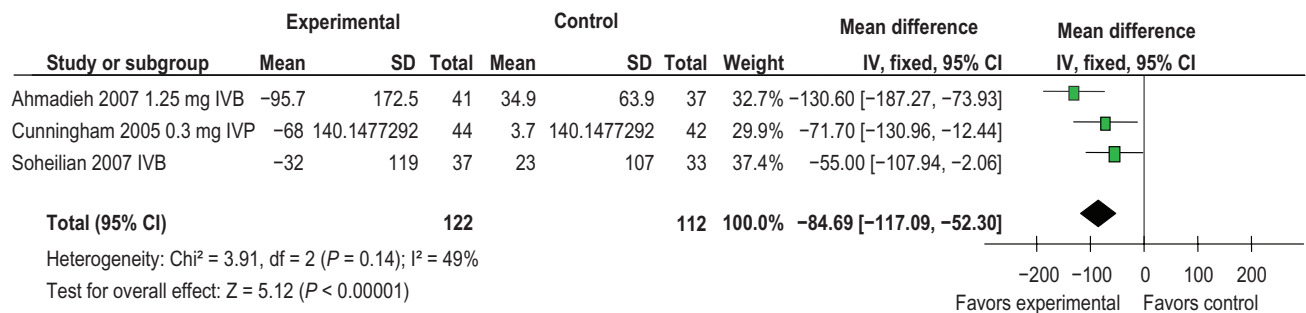 Experimental Control Mean difference Mean difference
Study or subgroup Mean SD Total Mean SD Total Weight IV, fixed, 95% CI IV, fixed, 95% CI
Ahmadieh 2007 1.25 mg IVB −95.7 172.5 41 34.9 63.9 37 32.7% −130.60 [−187.27, −73.93]
Cunningham 2005 0.3 mg IVP −68 140.1477292 44 3.7 140.1477292 42 29.9% −71.70 [−130.96, −12.44]
Soheilian 2007 IVB −32 119 37 23 107 33 37.4% −55.00 [−107.94, −2.06]
Total (95% CI) 122 112 100.0% −84.69 [−117.09, −52.30]
Heterogeneity: Chi² = 3.91, df = 2 (P = 0.14); I² = 49%
Test for overall effect: Z = 5.12 (P < 0.00001)
−200 −100 0 100 200
Favors experimental Favors control